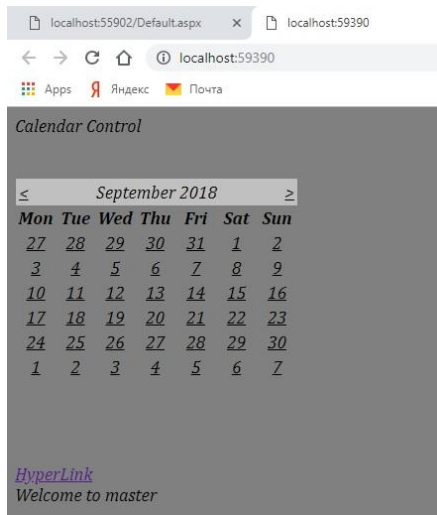 localhost:55902/Default.aspx localhost:59390
localhost:59390
Apps Яндекс Почта
Calendar Control
< September 2018 >
Mon Tue Wed Thu Fri Sat Sun
27 28 29 30 31 1 2
3 4 5 6 7 8 9
10 11 12 13 14 15 16
17 18 19 20 21 22 23
24 25 26 27 28 29 30
1 2 3 4 5 6 7
HyperLink
Welcome to master